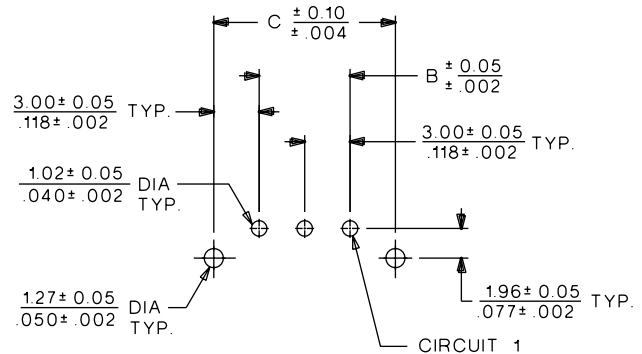 C ± 0.10
± .004
B ± 0.05
± .002
3.00± 0.05
.118± .002 TYP.
3.00± 0.05
.118± .002 TYP.
1.02± 0.05
.040± .002 DIA
TYP.
1.27± 0.05
.050± .002 DIA
TYP.
1.96± 0.05
.077± .002 TYP.
CIRCUIT 1